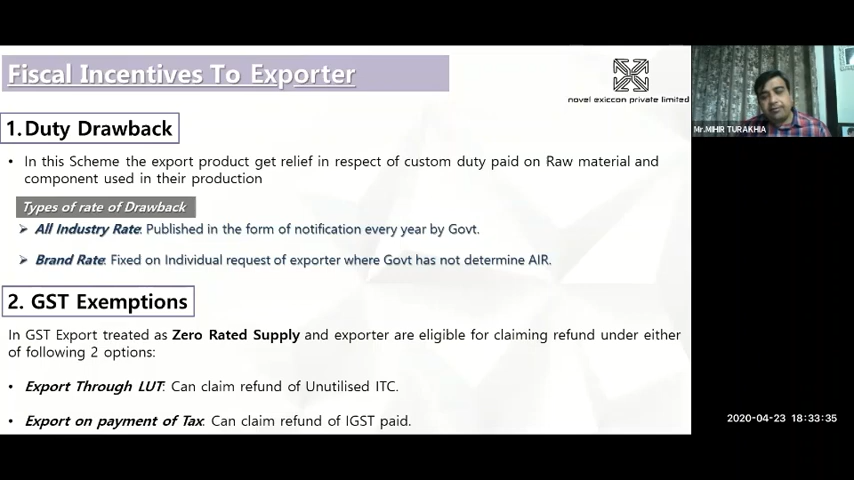 Fiscal Incentives To Exporter
novel exiccon private limited
Mr.MIHIR TURAKHIA
1. Duty Drawback
• In this Scheme the export product get relief in respect of custom duty paid on Raw material and
component used in their production
Types of rate of Drawback
➢ All Industry Rate: Published in the form of notification every year by Govt.
➢ Brand Rate: Fixed on Individual request of exporter where Govt has not determine AIR.
2. GST Exemptions
In GST Export treated as Zero Rated Supply and exporter are eligible for claiming refund under either
of following 2 options:
• Export Through LUT: Can claim refund of Unutilised ITC.
• Export on payment of Tax: Can claim refund of IGST paid.
2020-04-23 18:33:35